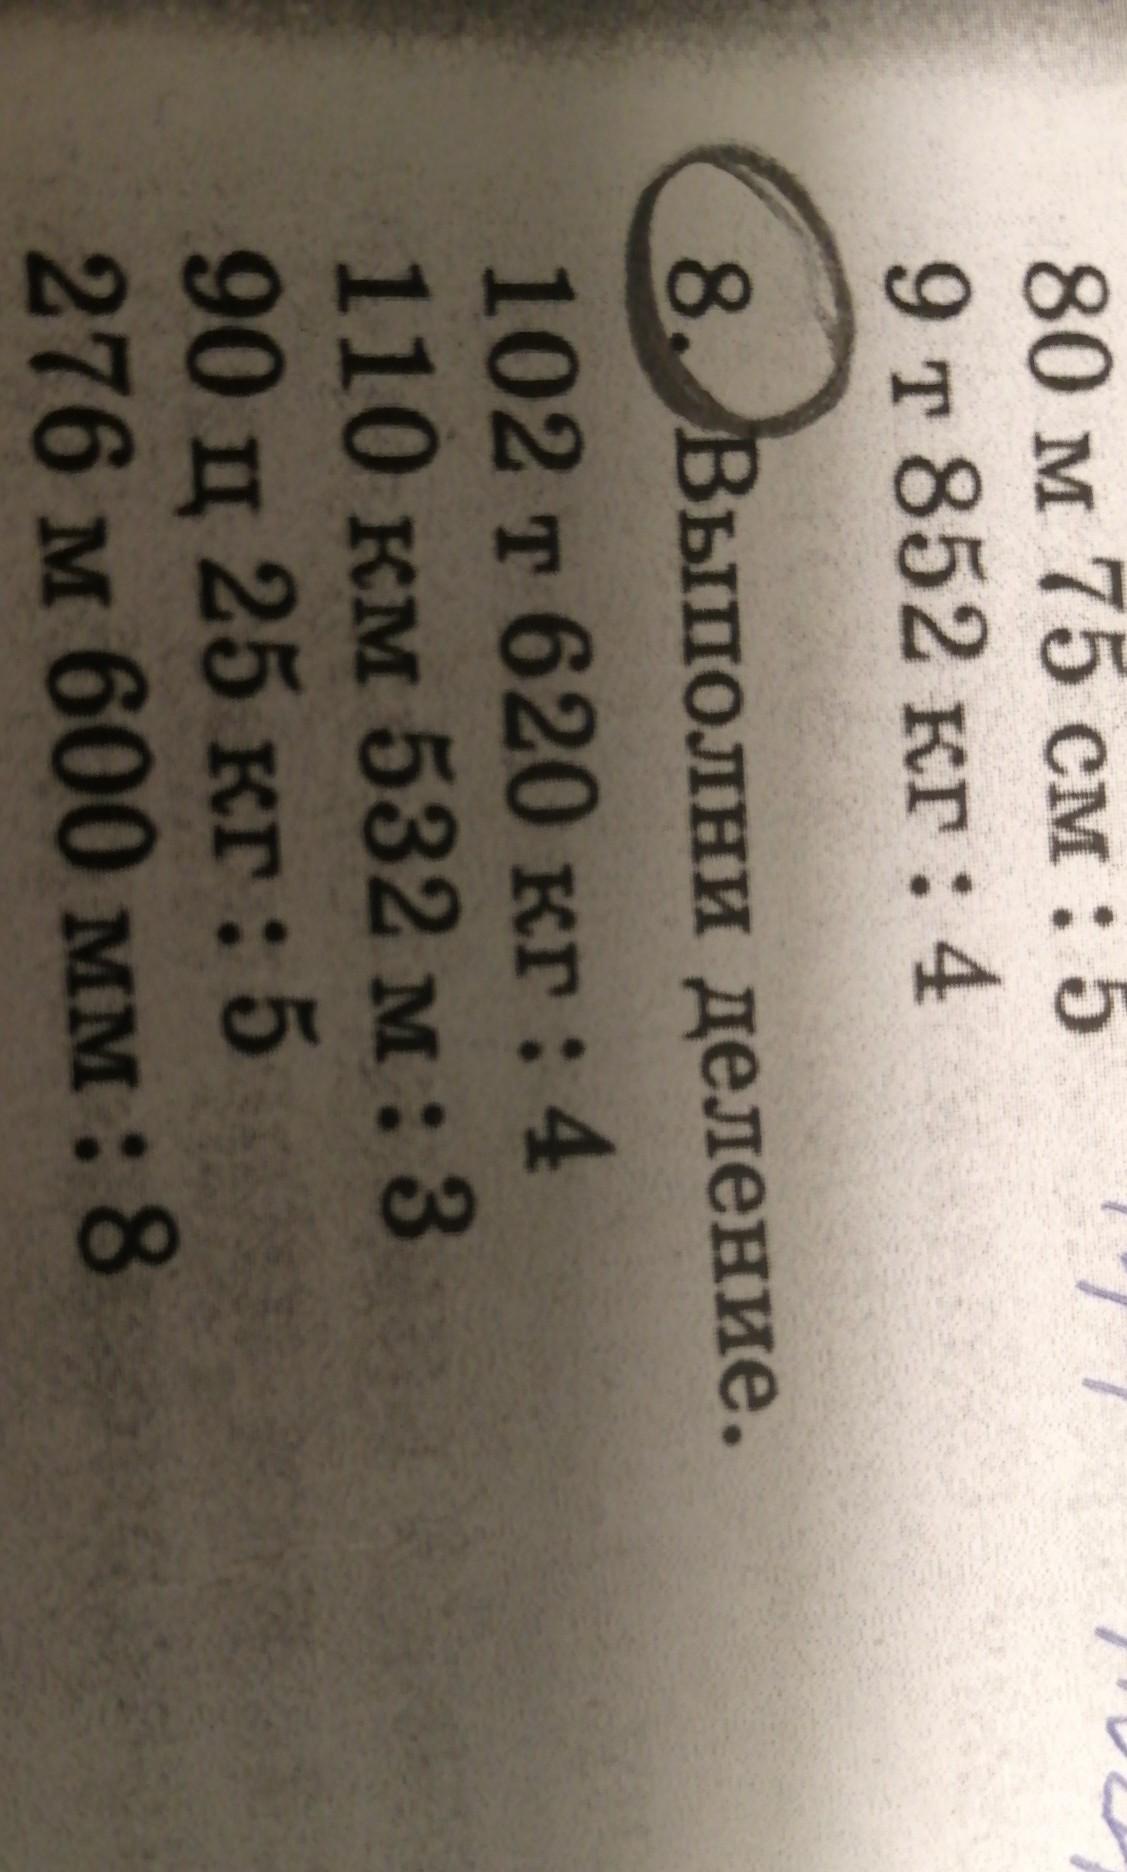 80 м 75 см : 5
9 т 852 кг : 4
8. Выполни деление.
102 т 620 кг : 4
110 км 532 м : 3
90 ц 25 кг : 5
276 м 600 мм : 8